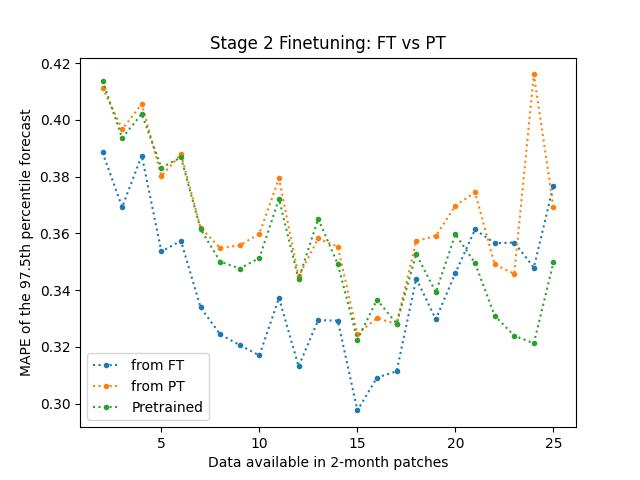 Stage 2 Finetuning: FT vs PT
MAPE of the 97.5th percentile forecast
0.42
0.40
0.38
0.36
0.34
0.32
0.30
from FT
from PT
Pretrained
5 10 15 20 25
Data available in 2-month patches